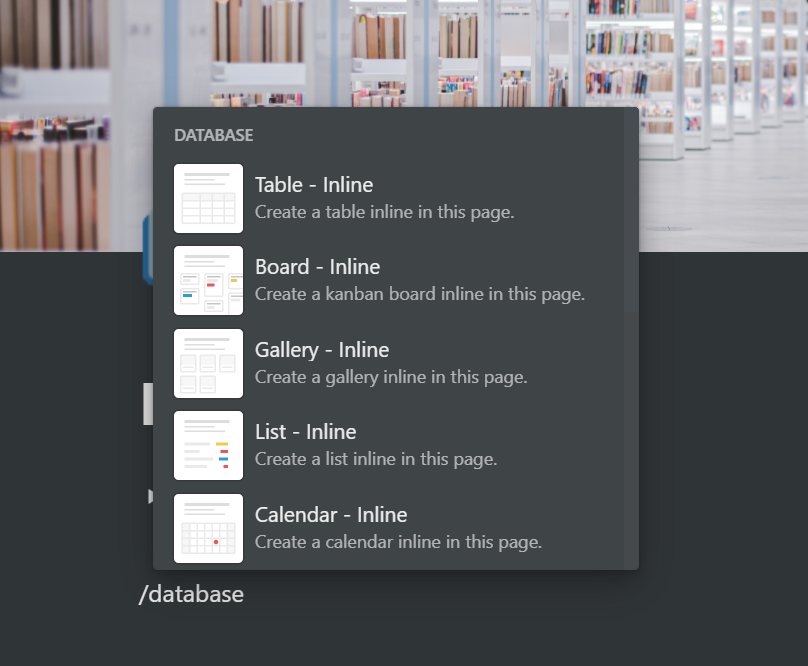 DATABASE
Table - Inline
Create a table inline in this page.
Board - Inline
Create a kanban board inline in this page.
Gallery - Inline
Create a gallery inline in this page.
List - Inline
Create a list inline in this page.
Calendar - Inline
Create a calendar inline in this page.
/database